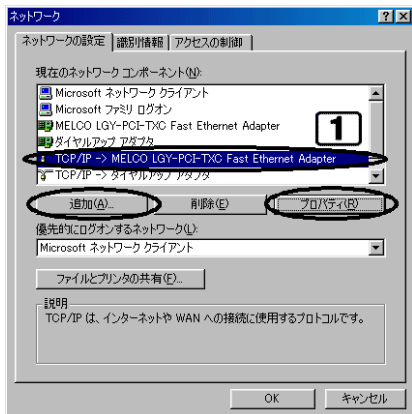 ネットワーク
ネットワークの設定 識別情報 アクセスの制御
現在のネットワーク コンポーネント(N):
Microsoft ネットワーク クライアント
Microsoft ファミリ ログオン
MELCO LGY-PCI-TXC Fast Ethernet Adapter
1
ダイヤルアップ アダプタ
TCP/IP -> MELCO LGY-PCI-TXC Fast Ethernet Adapter
TCP/IP -> ダイヤルアップ アダプタ
追加(A)... 削除(E) プロパティ(R)
優先的にログオンするネットワーク(L):
Microsoft ネットワーク クライアント
ファイルとプリンタの共有(F)...
説明
TCP/IP は、インターネットや WAN への接続に使用するプロトコルです。
OK キャンセル